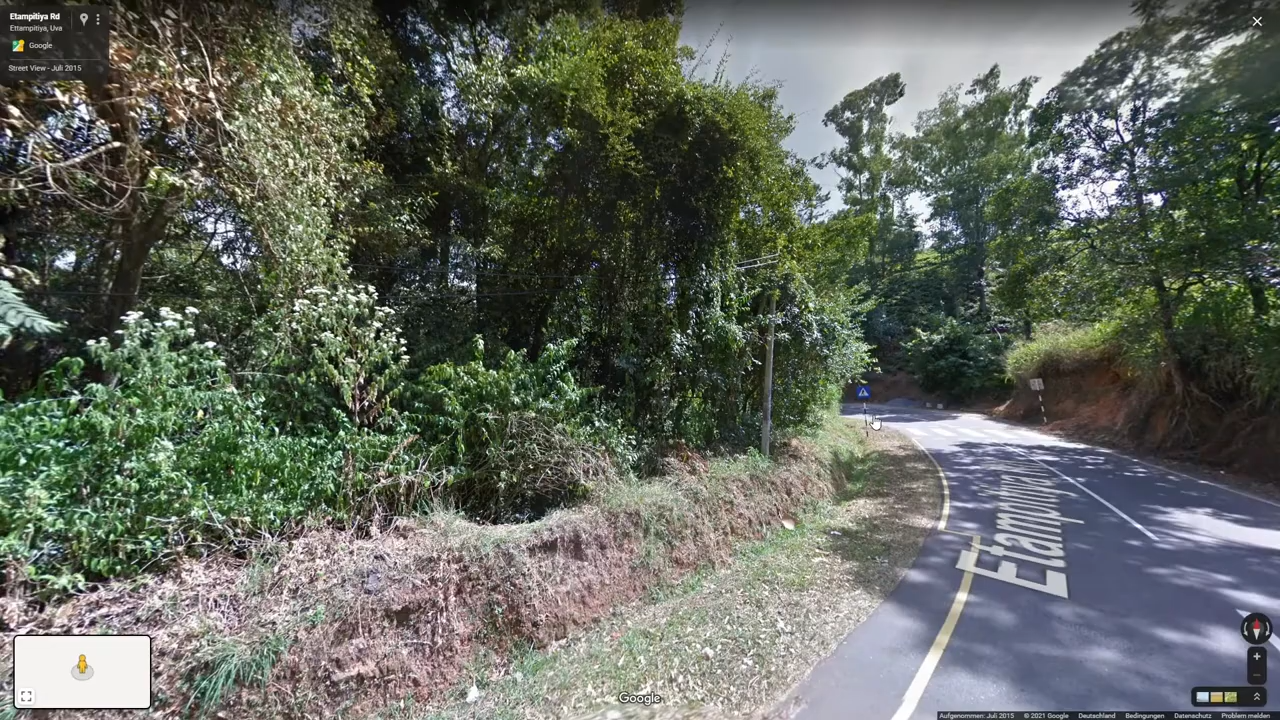 Etampitiya Rd
Ettampitiya, Uva
Google
Street View - Juli 2015
Etampitiya
Google
Aufgenommen: Juli 2015 © 2021 Google Deutschland Bedingungen Datenschutz Problem melden